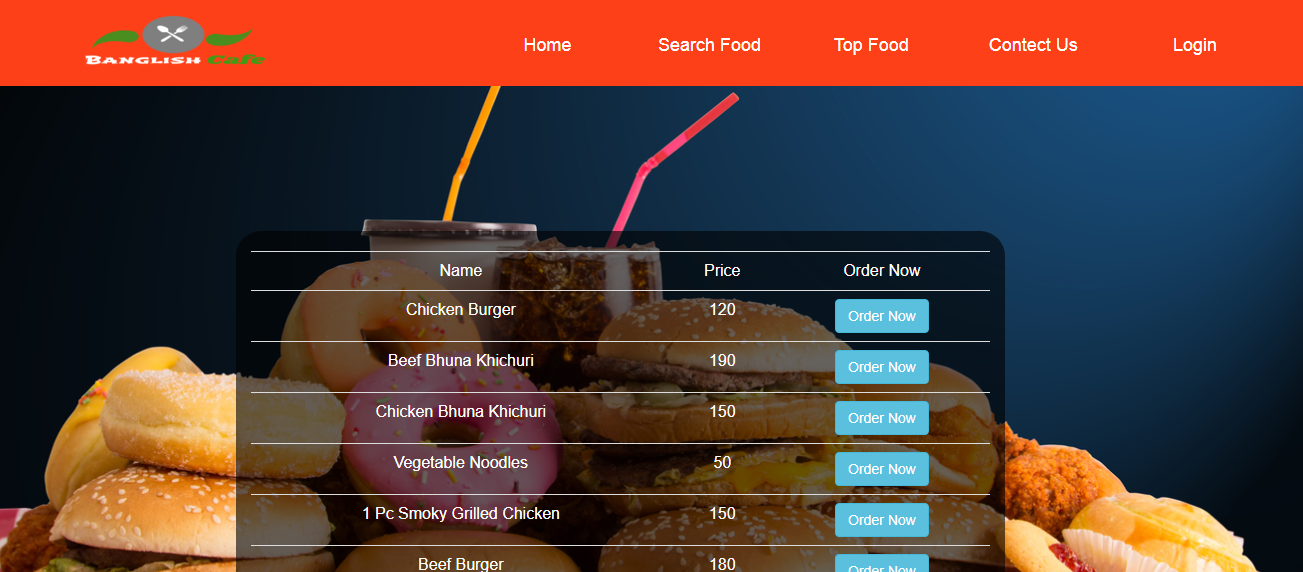 BANGLISH Cafe
Home Search Food Top Food Contect Us Login
Name Price Order Now
Chicken Burger 120 Order Now
Beef Bhuna Khichuri 190 Order Now
Chicken Bhuna Khichuri 150 Order Now
Vegetable Noodles 50 Order Now
1 Pc Smoky Grilled Chicken 150 Order Now
Beef Burger 180 Order Now